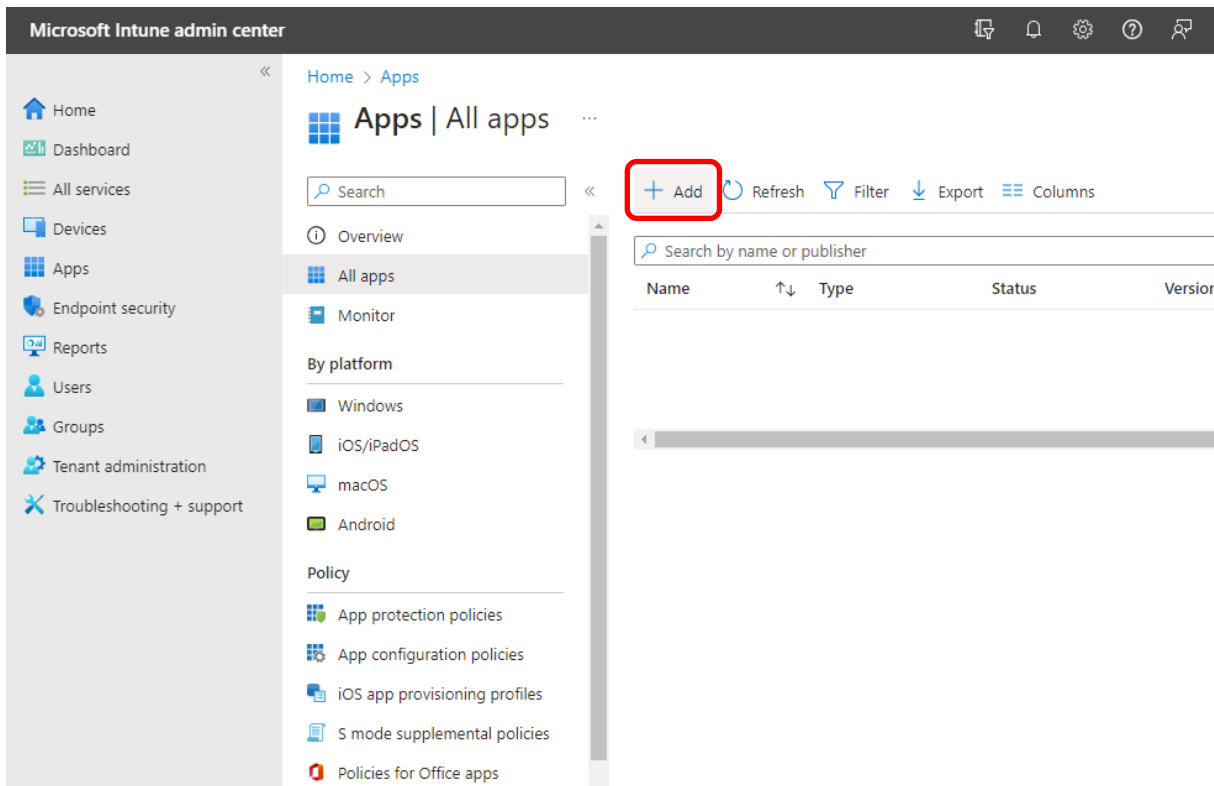 Microsoft Intune admin center
Home
Dashboard
All services
Devices
Apps
Endpoint security
Reports
Users
Groups
Tenant administration
Troubleshooting + support
Home > Apps
Apps | All apps
Search
Overview
All apps
Monitor
By platform
Windows
iOS/iPadOS
macOS
Android
Policy
App protection policies
App configuration policies
iOS app provisioning profiles
S mode supplemental policies
Policies for Office apps
Add Refresh Filter Export Columns
Search by name or publisher
Name Type Status Version